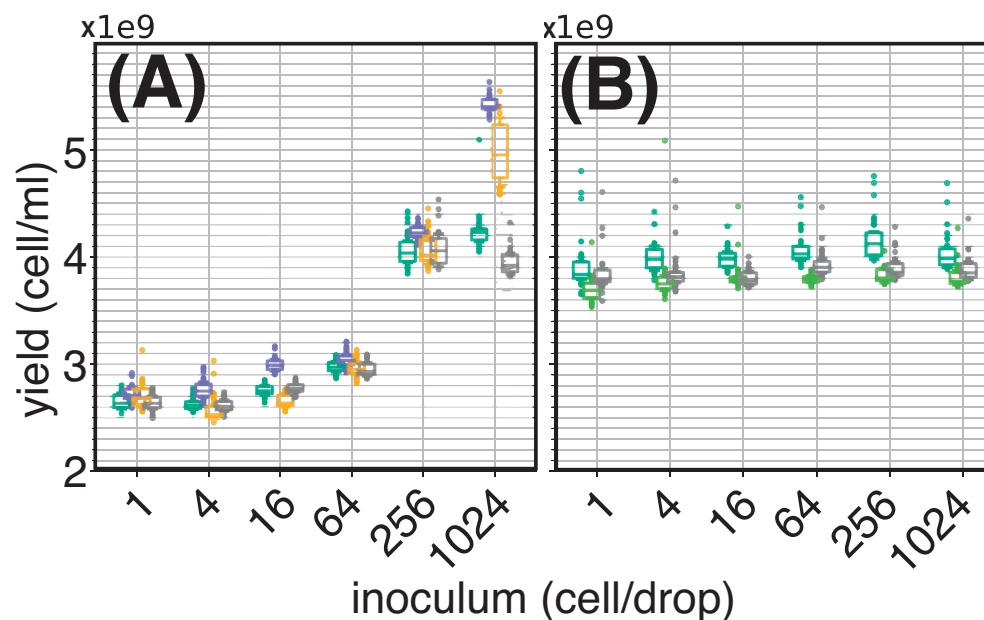 x1e9 x1e9
(A) (B)
yield (cell/ml)
5
4
3
2
1 4 16 64 256 1024 1 4 16 64 256 1024
inoculum (cell/drop)